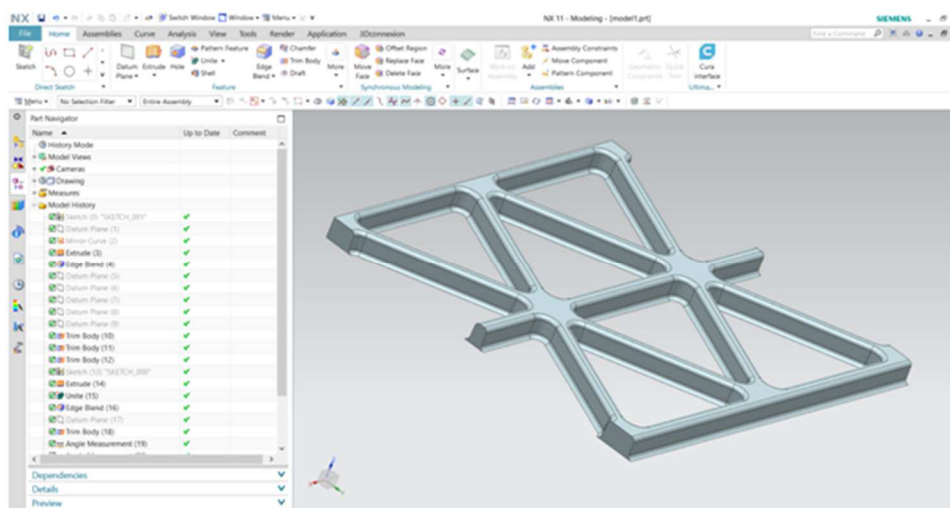 NX Switch Window Window Menu NX 11 - Modeling - [model1.prt] SIEMENS
File Home Assemblies Curve Analysis View Tools Render Application 3Dconnexion Find a Command
Sketch Datum Plane Extrude Hole Pattern Feature Unite Shell Edge Blend Chamfer Trim Body Draft More Move Face Offset Region Replace Face Delete Face More Surface Work on Assembly Add Assembly Constraints Move Component Pattern Component Cura interface
Direct Sketch Feature Synchronous Modeling Assemblies Ultima...
Menu No Selection Filter Entire Assembly
Part Navigator
Name Up to Date Comment
History Mode
Model Views
Cameras
Drawing
Measures
Model History
Sketch (0) "SKETCH_001"
Datum Plane (1)
Mirror Curve (2)
Extrude (3)
Edge Blend (4)
Datum Plane (5)
Datum Plane (6)
Datum Plane (7)
Datum Plane (8)
Datum Plane (9)
Trim Body (10)
Trim Body (11)
Trim Body (12)
Sketch (13) "SKETCH_000"
Extrude (14)
Unite (15)
Edge Blend (16)
Datum Plane (17)
Trim Body (18)
Angle Measurement (19)
Dependencies
Details
Preview